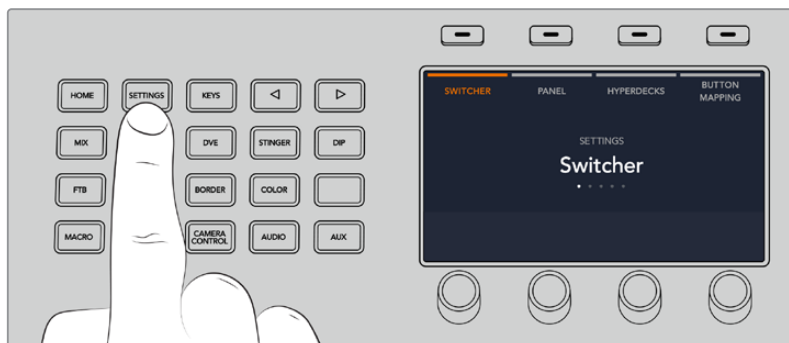 HOME
SETTINGS
KEYS
MIX
DVE
STINGER
DIP
FTB
BORDER
COLOR
MACRO
CAMERA
CONTROL
AUDIO
AUX
SWITCHER
PANEL
HYPERDECKS
BUTTON
MAPPING
SETTINGS
Switcher